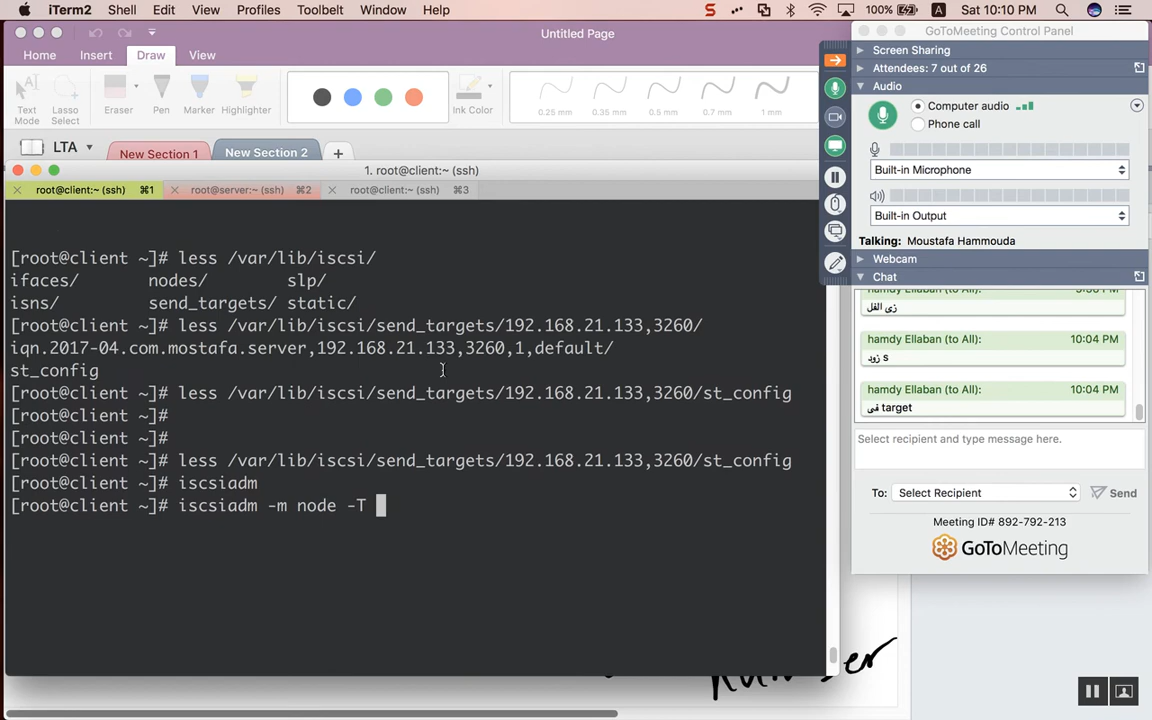 iTerm2 Shell Edit View Profiles Toolbelt Window Help 100% A Sat 10:10 PM
Untitled Page
GoToMeeting Control Panel
Home Insert Draw View
Text Mode
Lasso Select
Eraser
Pen
Marker
Highlighter
Ink Color
0.25 mm 0.35 mm 0.5 mm 0.7 mm 1 mm
LTA New Section 1 New Section 2 +
1. root@client:~ (ssh)
root@client:~ (ssh) ⌘1 root@server:~ (ssh) ⌘2 root@client:~ (ssh) ⌘3
[root@client ~]# less /var/lib/iscsi/
ifaces/ nodes/ slp/
isns/ send_targets/ static/
[root@client ~]# less /var/lib/iscsi/send_targets/192.168.21.133,3260/
iqn.2017-04.com.mostafa.server,192.168.21.133,3260,1,default/
st_config
[root@client ~]# less /var/lib/iscsi/send_targets/192.168.21.133,3260/st_config
[root@client ~]#
[root@client ~]#
[root@client ~]# less /var/lib/iscsi/send_targets/192.168.21.133,3260/st_config
[root@client ~]# iscsiadm
[root@client ~]# iscsiadm -m node -T
Screen Sharing
Attendees: 7 out of 26
Audio
Computer audio
Phone call
Built-in Microphone
Built-in Output
Talking: Moustafa Hammouda
Webcam
Chat
hamdy Ellaban (to All):
زى الفل
hamdy Ellaban (to All): 10:04 PM
زود s
hamdy Ellaban (to All): 10:04 PM
فى target
Select recipient and type message here.
To: Select Recipient Send
Meeting ID# 892-792-213
GoToMeeting